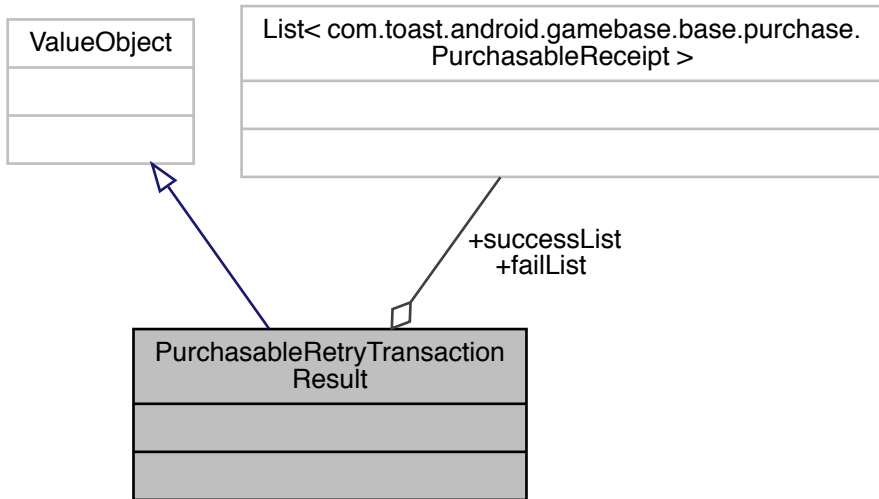 ValueObject
List< com.toast.android.gamebase.base.purchase.
PurchasableReceipt >
+successList
+failList
PurchasableRetryTransaction
Result